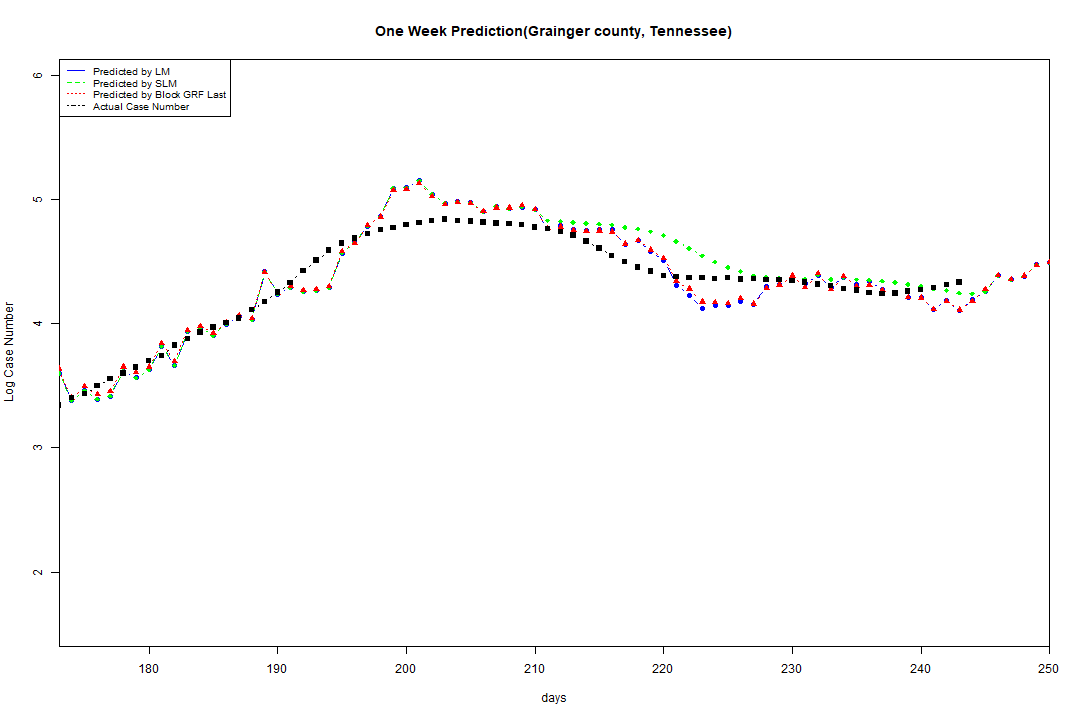 One Week Prediction(Grainger county, Tennessee)
Predicted by LM
Predicted by SLM
Predicted by Block GRF Last
Actual Case Number
6
5
4
3
2
Log Case Number
180 190 200 210 220 230 240 250
days